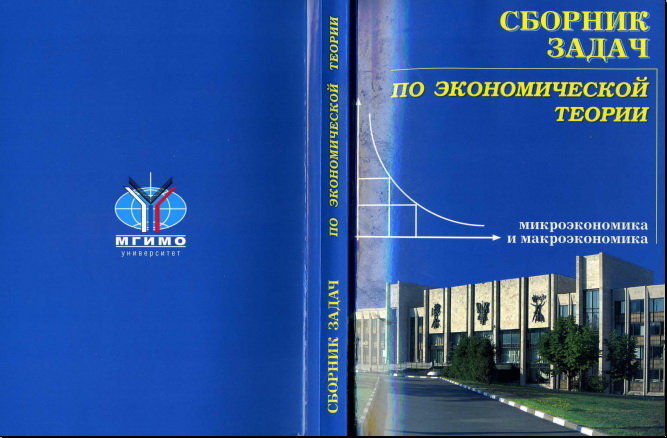 МГИМО
университет
СБОРНИК ЗАДАЧ ПО ЭКОНОМИЧЕСКОЙ ТЕОРИИ
СБОРНИК
ЗАДАЧ
ПО ЭКОНОМИЧЕСКОЙ
ТЕОРИИ
микроэкономика
и макроэкономика